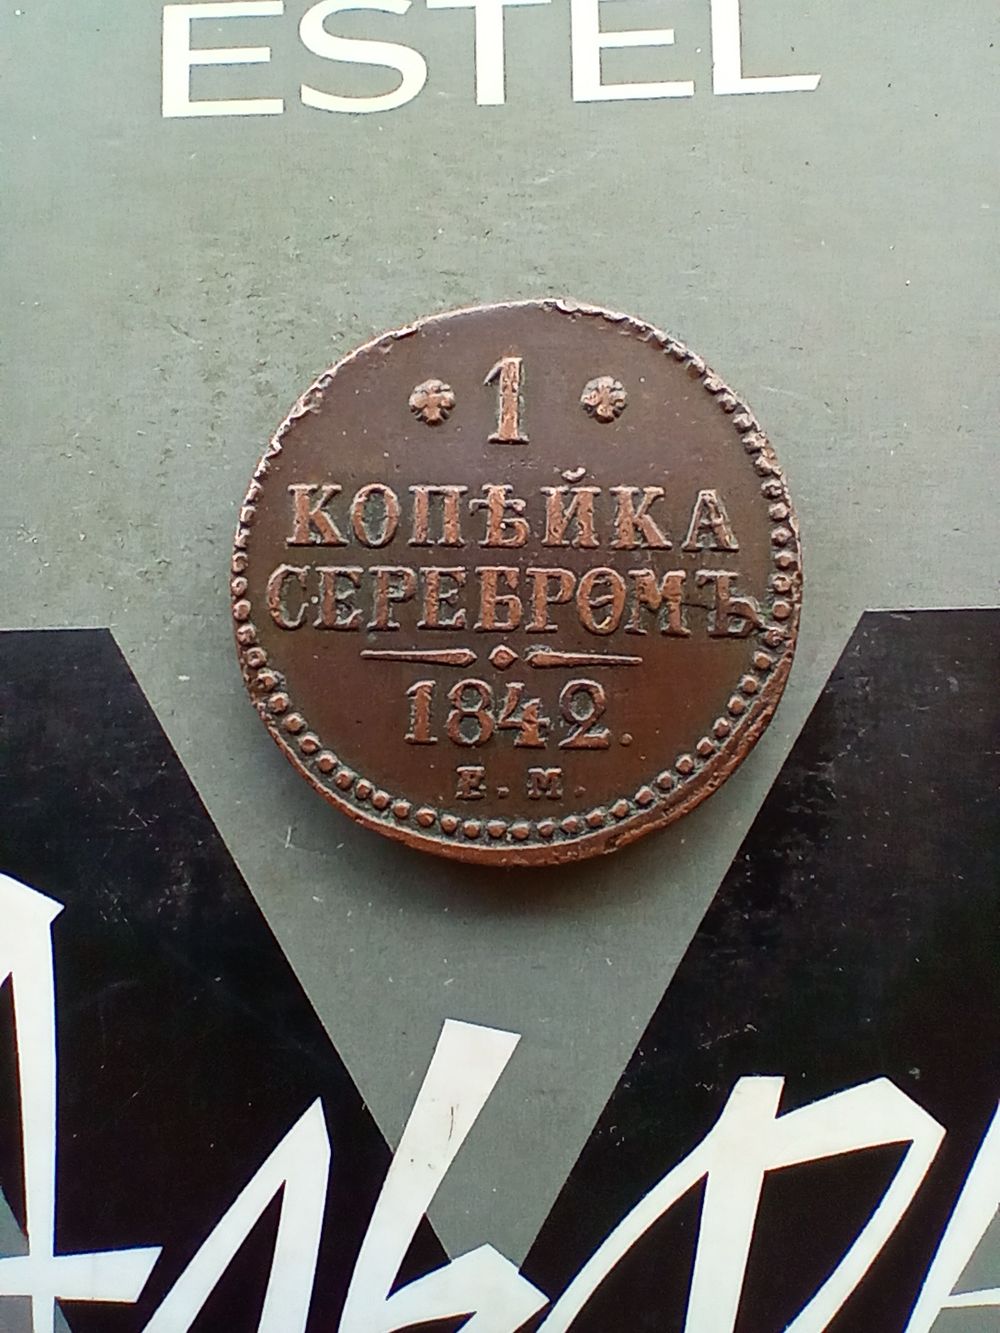 ESTEL
1
КОПѢЙКА
СЕРЕБРОМЪ
1842.
Е.М.